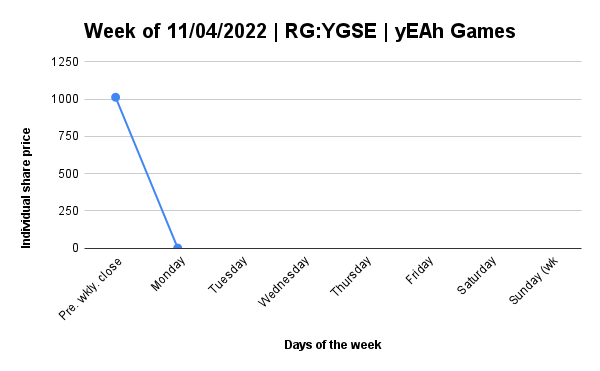 Week of 11/04/2022 | RG:YGSE | yEAh Games
Individual share price
1250
1000
750
500
250
0
Pre. wkly. close
Monday
Tuesday
Wednesday
Thursday
Friday
Saturday
Sunday (wk
Days of the week